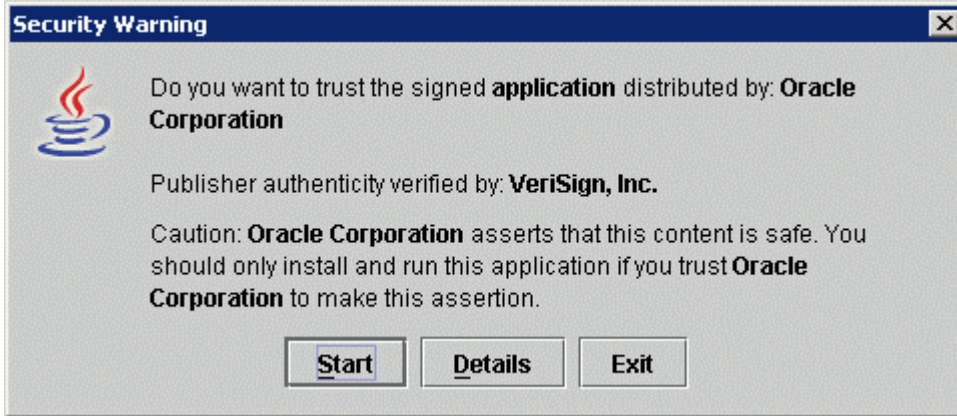 Security Warning
Do you want to trust the signed application distributed by: Oracle
Corporation
Publisher authenticity verified by: VeriSign, Inc.
Caution: Oracle Corporation asserts that this content is safe. You
should only install and run this application if you trust Oracle
Corporation to make this assertion.
Start Details Exit